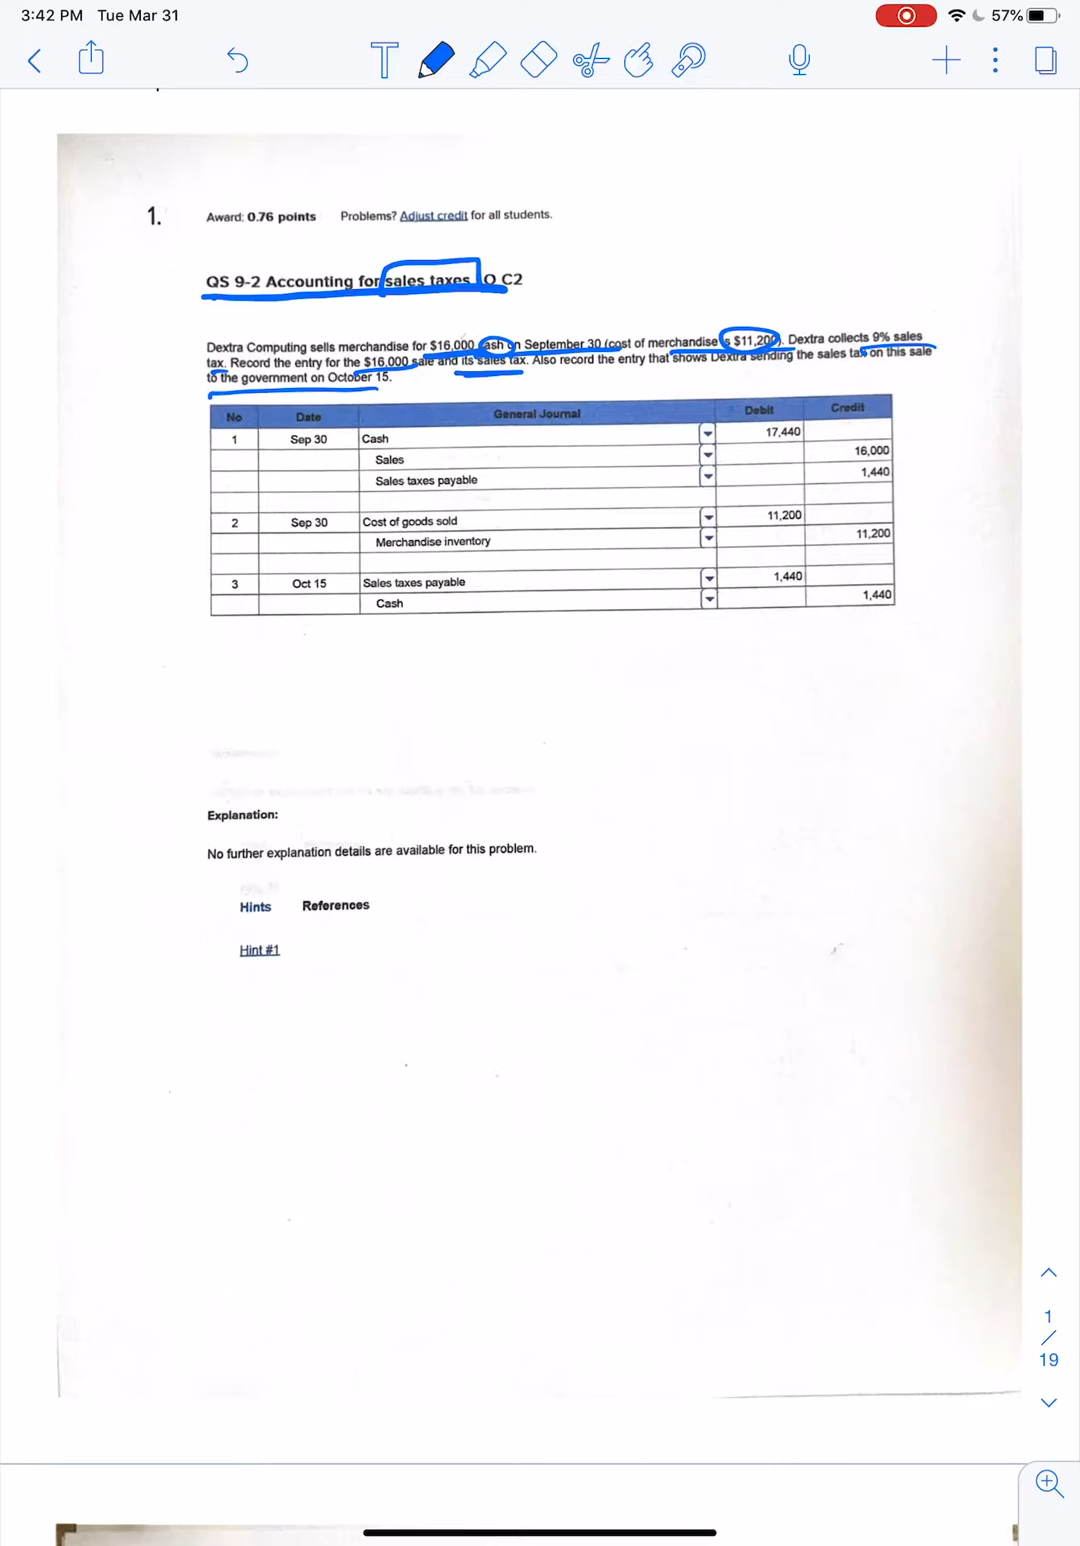 3:42 PM Tue Mar 31
57%
T
1. Award: 0.76 points Problems? Adjust credit for all students.
QS 9-2 Accounting for sales taxes LO C2
Dextra Computing sells merchandise for $16,000 cash on September 30 (cost of merchandise is $11,200). Dextra collects 9% sales
tax. Record the entry for the $16,000 sale and its sales tax. Also record the entry that shows Dextra sending the sales tax on this sale
to the government on October 15.
No Date General Journal Debit Credit
1 Sep 30 Cash 17,440
Sales 16,000
Sales taxes payable 1,440
2 Sep 30 Cost of goods sold 11,200
Merchandise inventory 11,200
3 Oct 15 Sales taxes payable 1,440
Cash 1,440
Explanation:
No further explanation details are available for this problem.
Hints References
Hint #1
1
/
19